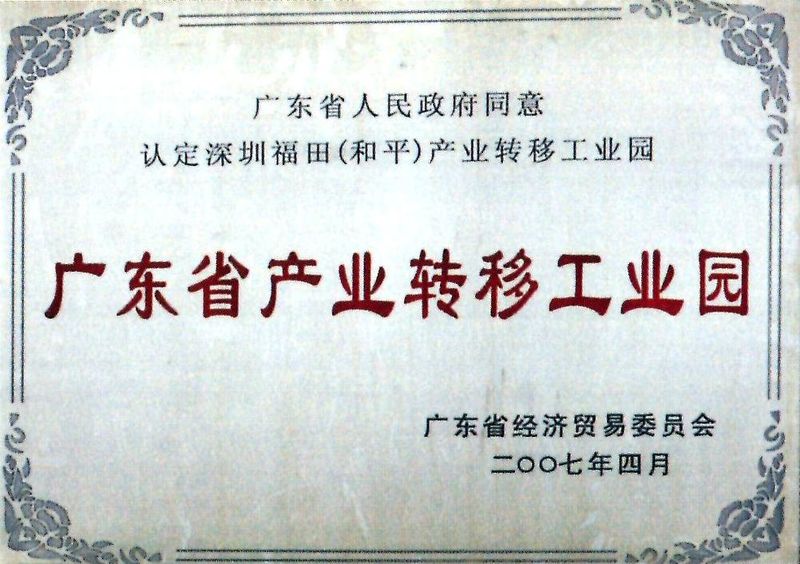 广东省人民政府同意
认定深圳福田(和平)产业转移工业园
广东省产业转移工业园
广东省经济贸易委员会
二〇〇七年四月